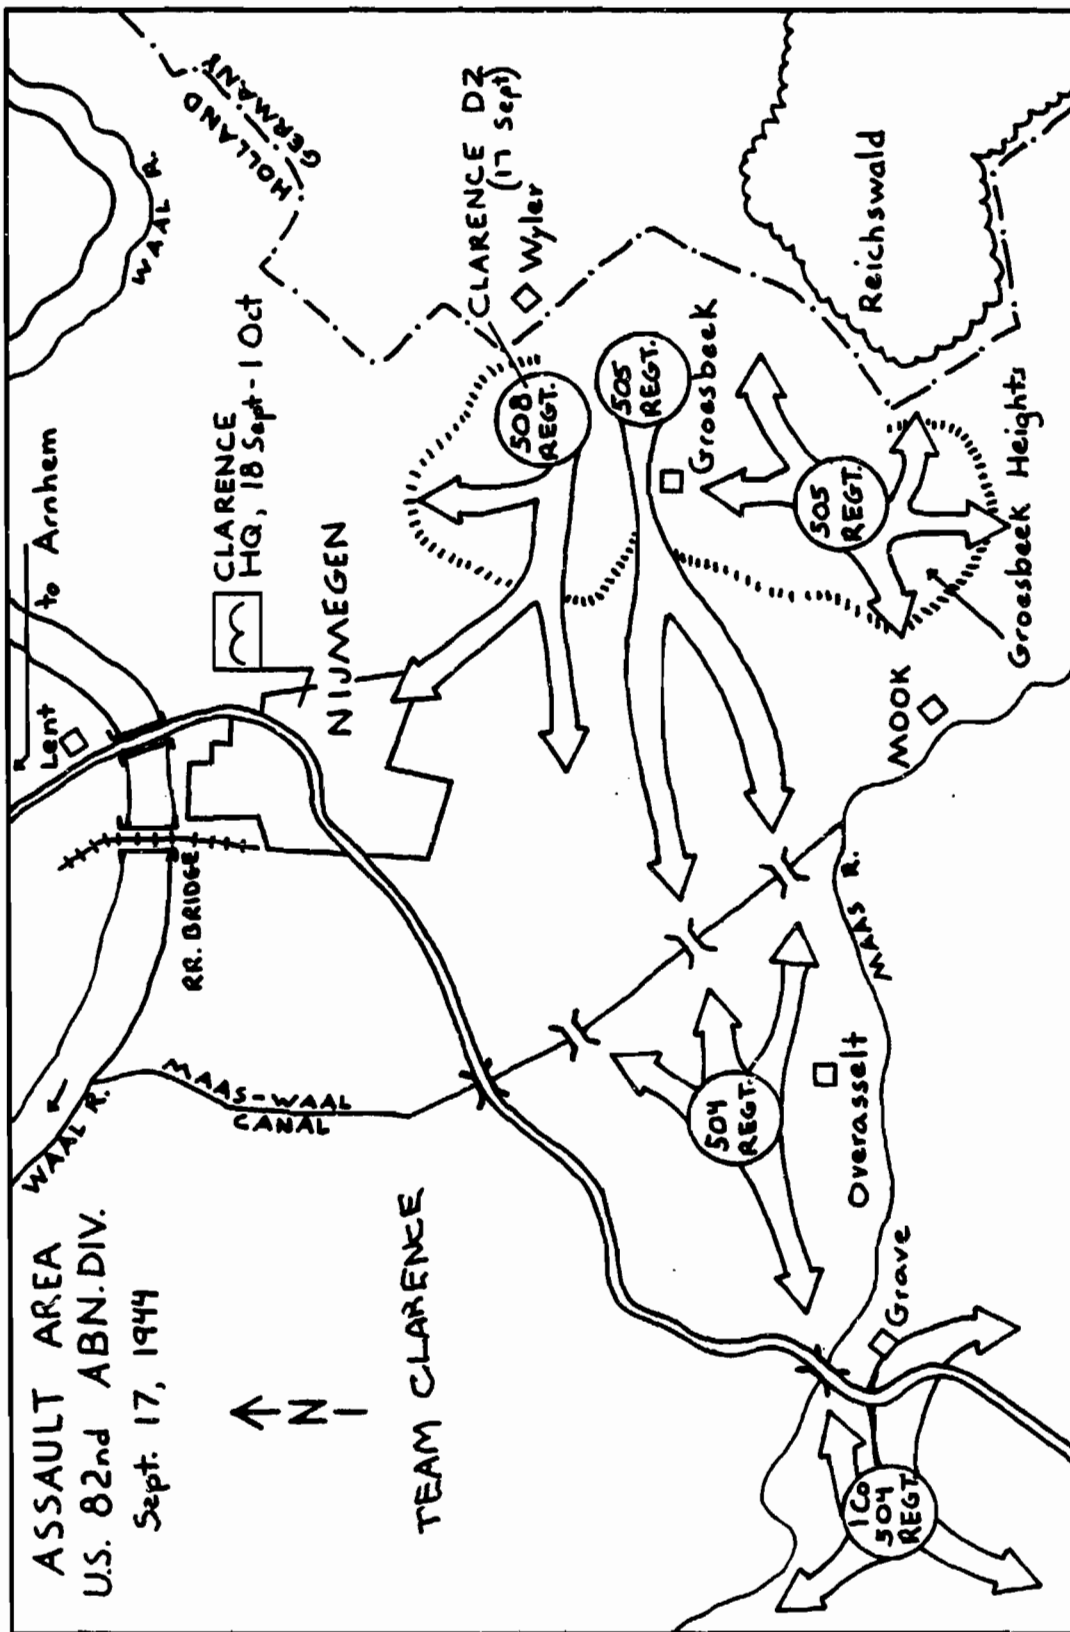 ASSAULT AREA
U.S. 82nd ABN. DIV.
Sept. 17, 1944
N
TEAM CLARENCE
WAAL R.
MAAS-WAAL
CANAL
RR. BRIDGE
Lent
to Arnhem
CLARENCE
HQ, 18 Sept-1 Oct
NIJMEGEN
WAAL R.
HOLLAND
GERMANY
CLARENCE DZ
(17 Sept)
Wyler
508
REGT.
505
REGT.
Groesbeek
505
REGT.
Reichswald
Groesbeek Heights
MOOK
MAAS R.
504
REGT.
Overasselt
Grave
1 Co
504
REGT